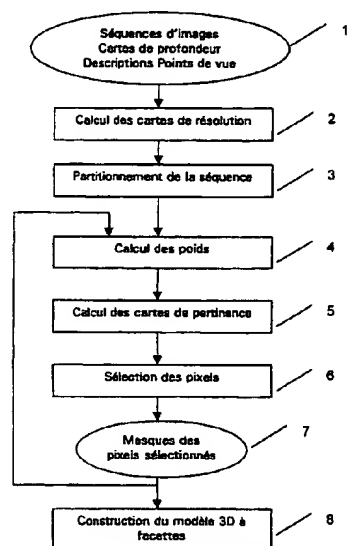 Séquences d'images
Cartes de profondeur
Descriptions Points de vue
1
Calcul des cartes de résolution
2
Partitionnement de la séquence
3
Calcul des poids
4
Calcul des cartes de pertinence
5
Sélection des pixels
6
Masques des
pixels sélectionnés
7
Construction du modèle 3D à
facettes
8